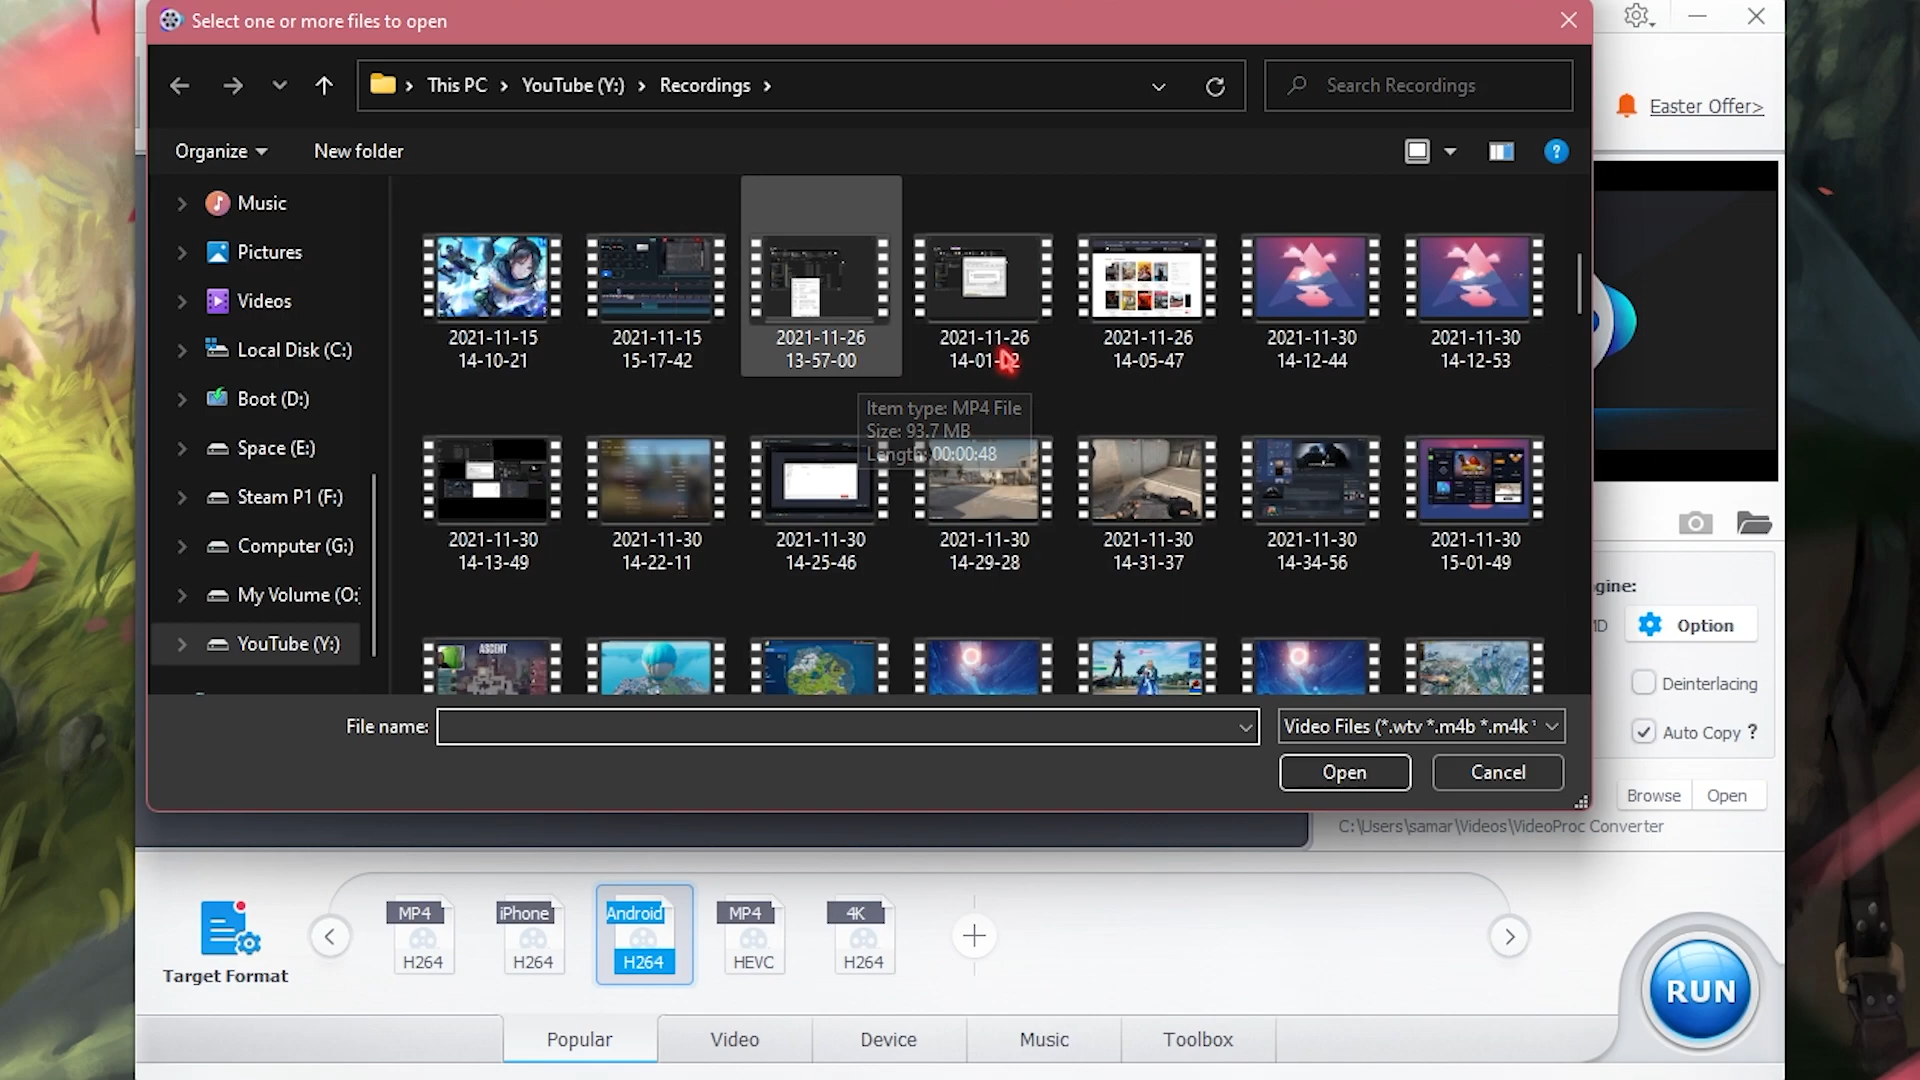 Select one or more files to open
This PC > YouTube (Y:) > Recordings >
Search Recordings
Easter Offer>
Organize
New folder
?
Music
Pictures
Videos
Local Disk (C:)
Boot (D:)
Space (E:)
Steam P1 (F:)
Computer (G:)
My Volume (O:)
YouTube (Y:)
2021-11-15
14-10-21
2021-11-15
15-17-42
2021-11-26
13-57-00
2021-11-26
14-01-
2021-11-26
14-05-47
2021-11-30
14-12-44
2021-11-30
14-12-53
Item type: MP4 File
Size: 93.7 MB
Length: 00:00:48
2021-11-30
14-13-49
2021-11-30
14-22-11
2021-11-30
14-25-46
2021-11-30
14-29-28
2021-11-30
14-31-37
2021-11-30
14-34-56
2021-11-30
15-01-49
ASCENT
File name:
Video Files (*.wtv *.m4b *.m4k *
Open
Cancel
gine:
Option
Deinterlacing
Auto Copy ?
Browse
Open
C:\Users\samar\Videos\VideoProc Converter
Target Format
MP4
H264
iPhone
H264
Android
H264
MP4
HEVC
4K
H264
RUN
Popular
Video
Device
Music
Toolbox